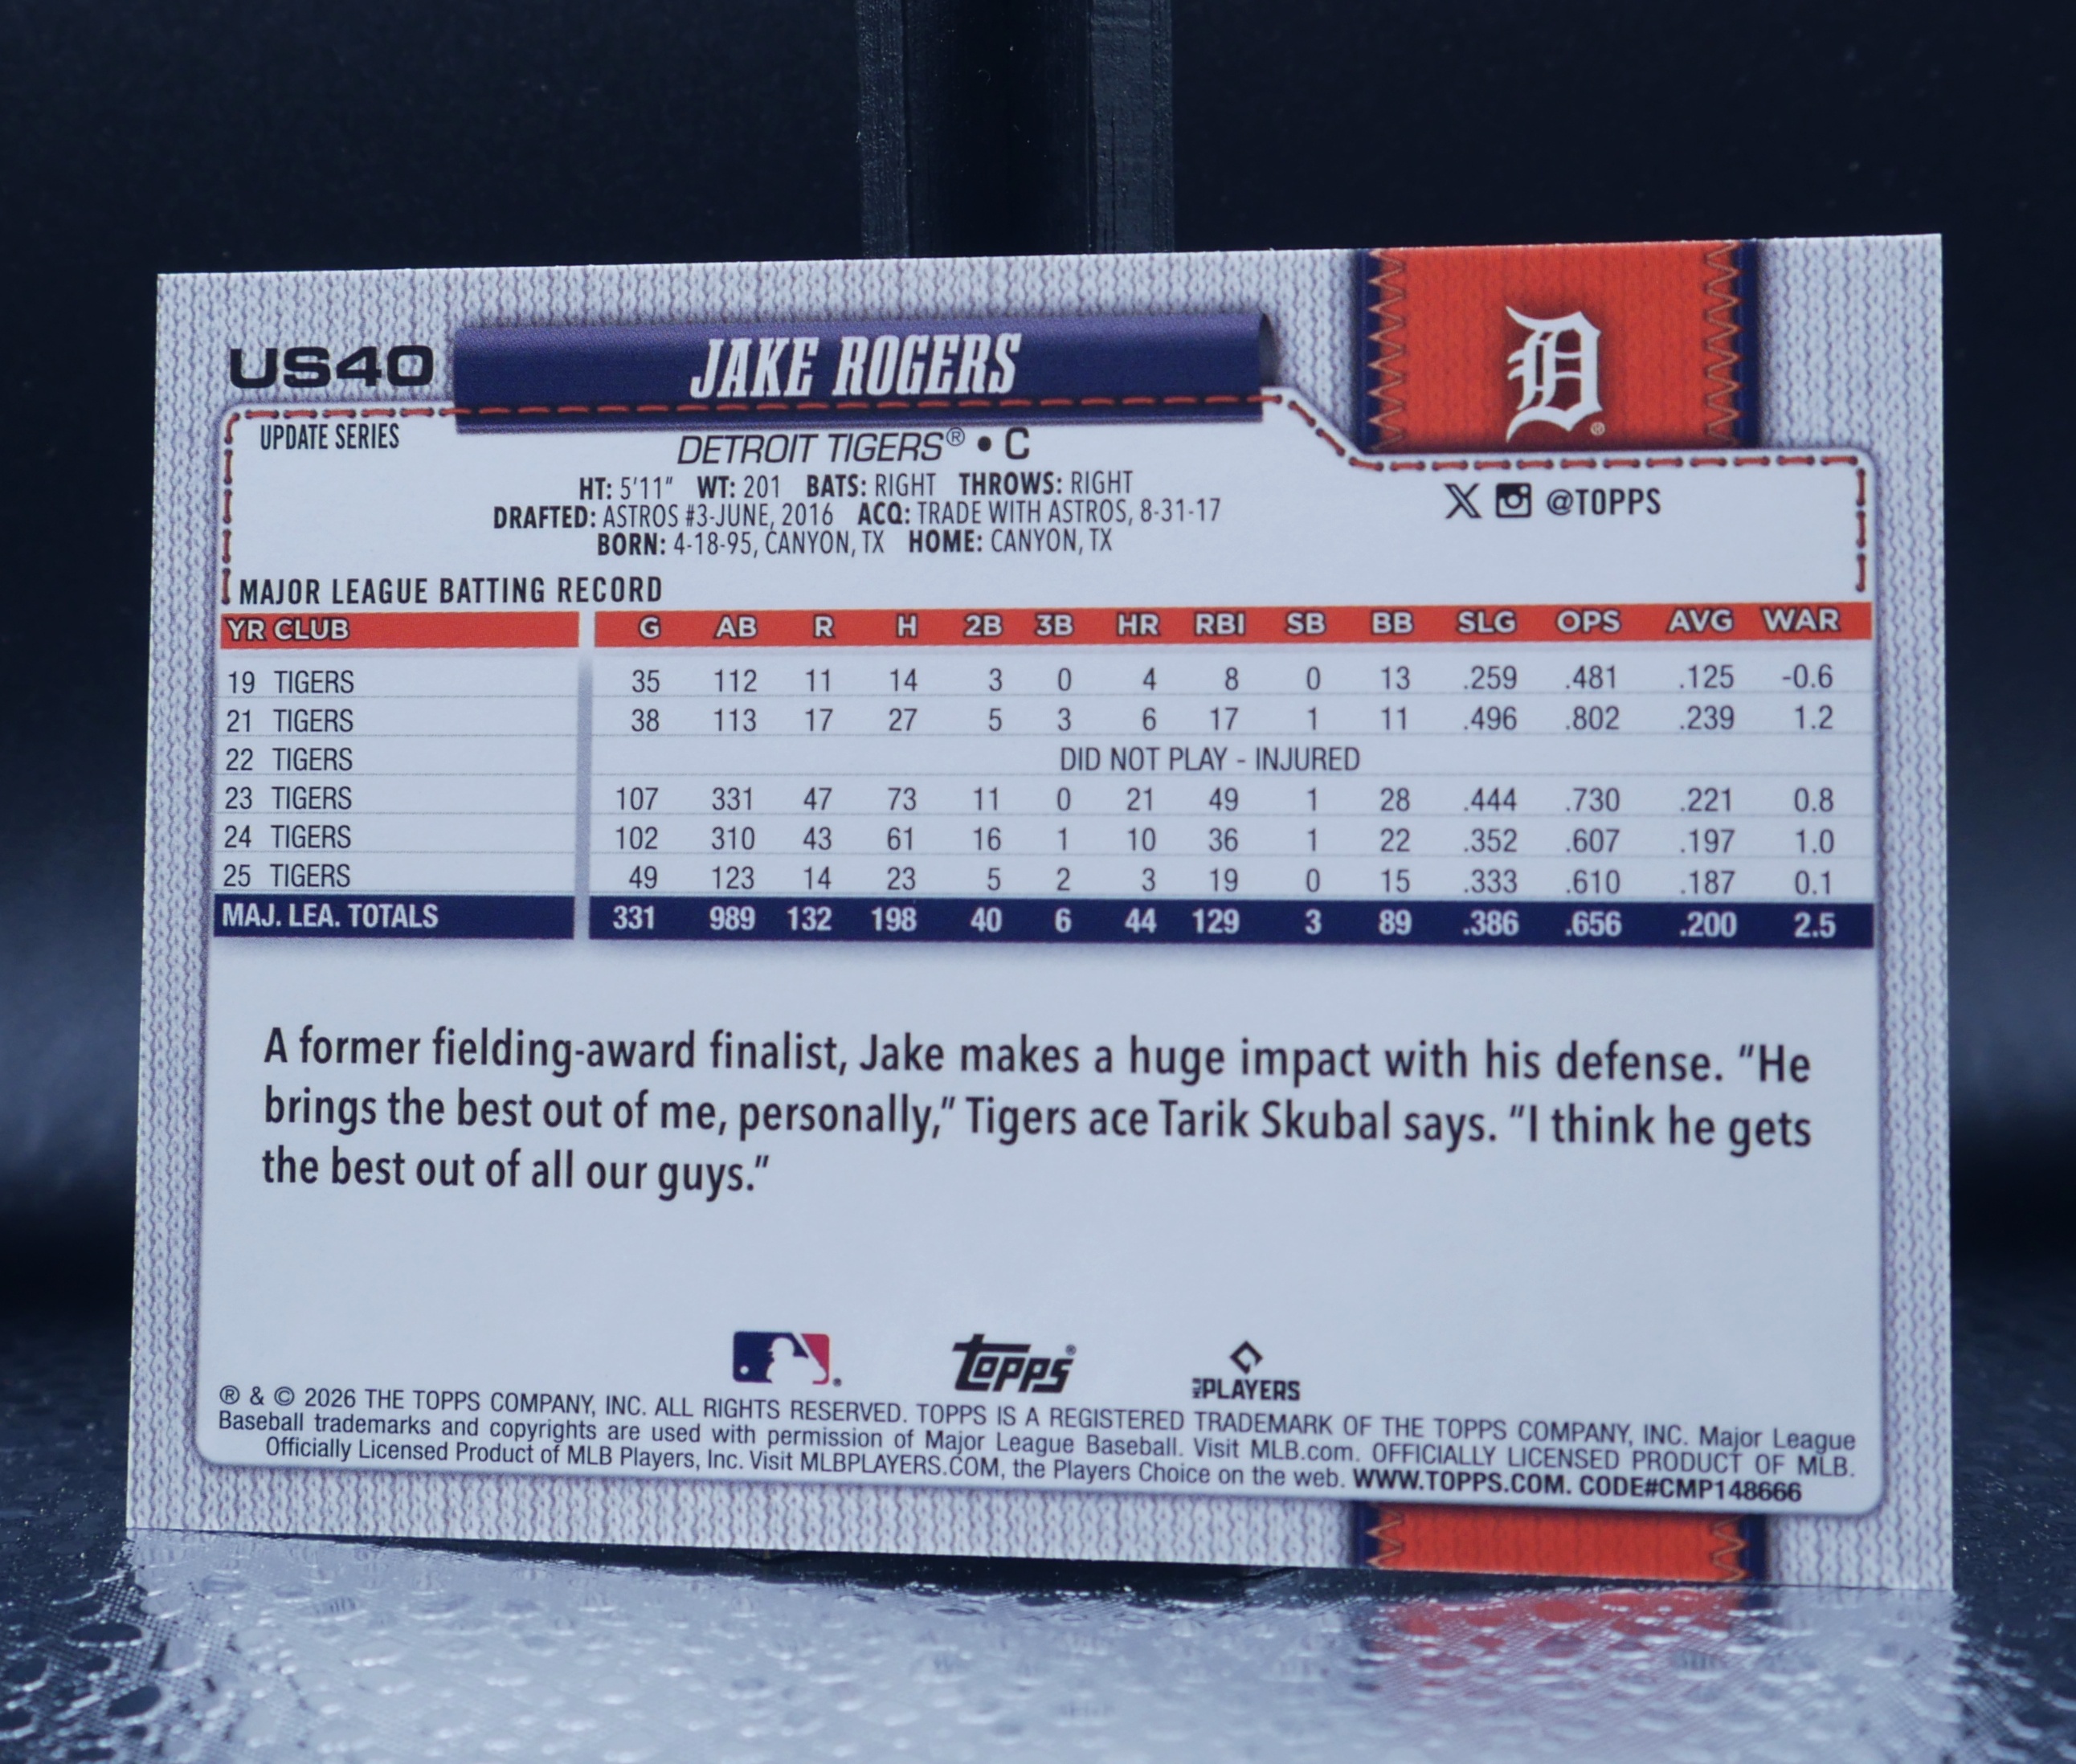 US40
JAKE ROGERS
D ®
UPDATE SERIES
DETROIT TIGERS® • C
HT: 5'11" WT: 201 BATS: RIGHT THROWS: RIGHT
DRAFTED: ASTROS #3-JUNE, 2016 ACQ: TRADE WITH ASTROS, 8-31-17
BORN: 4-18-95, CANYON, TX HOME: CANYON, TX
X @TOPPS
MAJOR LEAGUE BATTING RECORD
YR CLUB G AB R H 2B 3B HR RBI SB BB SLG OPS AVG WAR
19 TIGERS 35 112 11 14 3 0 4 8 0 13 .259 .481 .125 -0.6
21 TIGERS 38 113 17 27 5 3 6 17 1 11 .496 .802 .239 1.2
22 TIGERS DID NOT PLAY - INJURED
23 TIGERS 107 331 47 73 11 0 21 49 1 28 .444 .730 .221 0.8
24 TIGERS 102 310 43 61 16 1 10 36 1 22 .352 .607 .197 1.0
25 TIGERS 49 123 14 23 5 2 3 19 0 15 .333 .610 .187 0.1
MAJ. LEA. TOTALS 331 989 132 198 40 6 44 129 3 89 .386 .656 .200 2.5
A former fielding-award finalist, Jake makes a huge impact with his defense. "He
brings the best out of me, personally," Tigers ace Tarik Skubal says. "I think he gets
the best out of all our guys."
Topps®
MLB PLAYERS
® & © 2026 THE TOPPS COMPANY, INC. ALL RIGHTS RESERVED. TOPPS IS A REGISTERED TRADEMARK OF THE TOPPS COMPANY, INC. Major League
Baseball trademarks and copyrights are used with permission of Major League Baseball. Visit MLB.com. OFFICIALLY LICENSED PRODUCT OF MLB.
Officially Licensed Product of MLB Players, Inc. Visit MLBPLAYERS.COM, the Players Choice on the web. WWW.TOPPS.COM. CODE#CMP148666